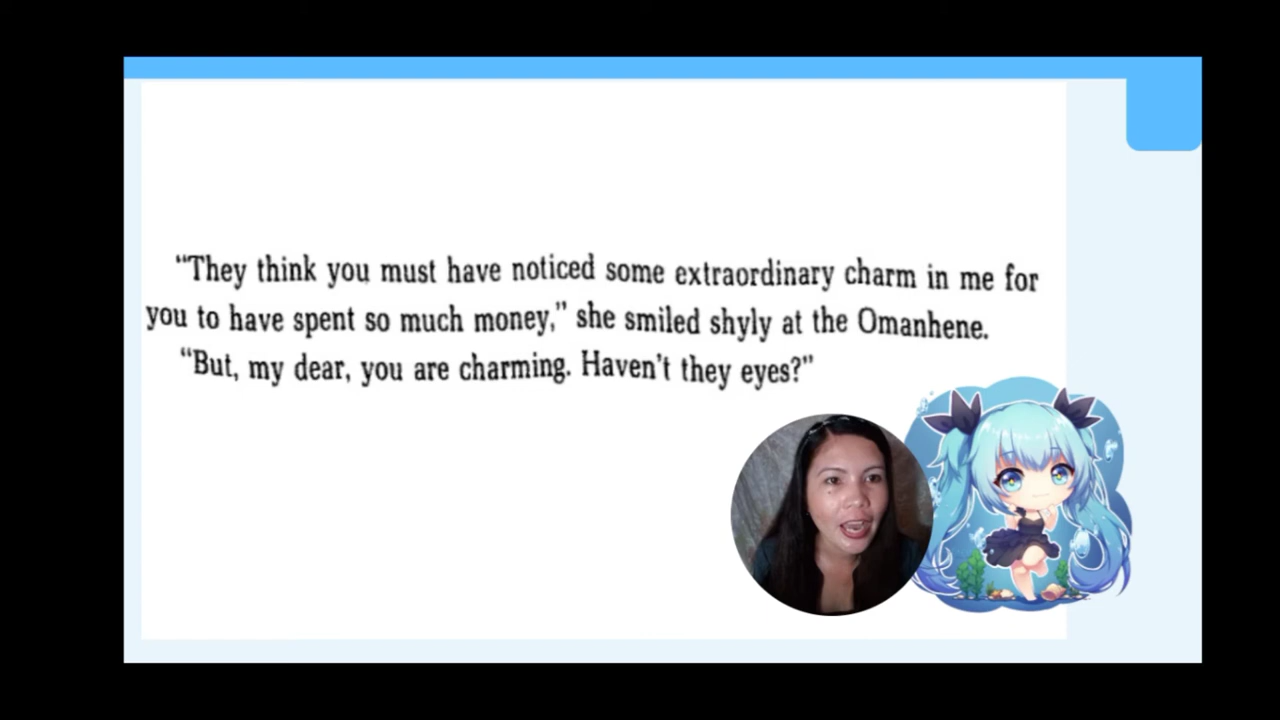 “They think you must have noticed some extraordinary charm in me for
you to have spent so much money,” she smiled shyly at the Omanhene.
“But, my dear, you are charming. Haven’t they eyes?”